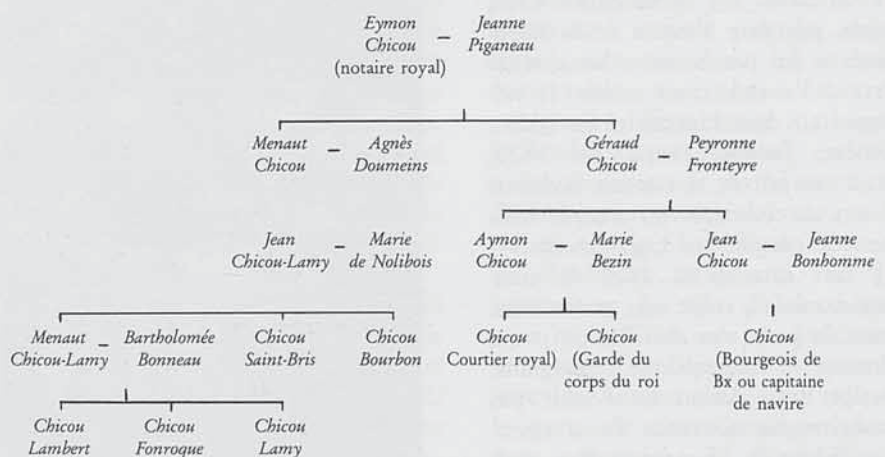 Eymon – Jeanne
Chicou Piganeau
(notaire royal)
Menaut – Agnès
Chicou Doumeins
Géraud – Peyronne
Chicou Fronteyre
Jean – Marie
Chicou-Lamy de Nolibois
Aymon – Marie
Chicou Bezin
Jean – Jeanne
Chicou Bonhomme
Menaut – Bartholomée
Chicou-Lamy Bonneau
Chicou
Saint-Bris
Chicou
Bourbon
Chicou
Courtier royal)
Chicou
(Garde du
corps du roi
Chicou
(Bourgeois de
Bx ou capitaine
de navire
Chicou
Lambert
Chicou
Fonroque
Chicou
Lamy